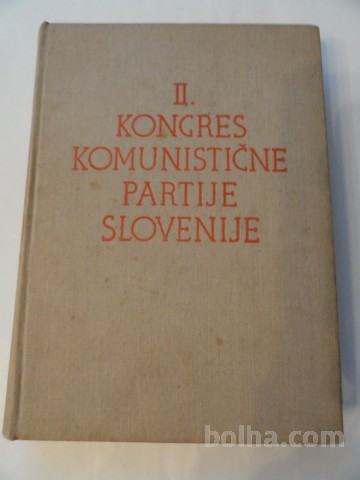 II.
KONGRES
KOMUNISTIČNE
PARTIJE
SLOVENIJE
bolha.com